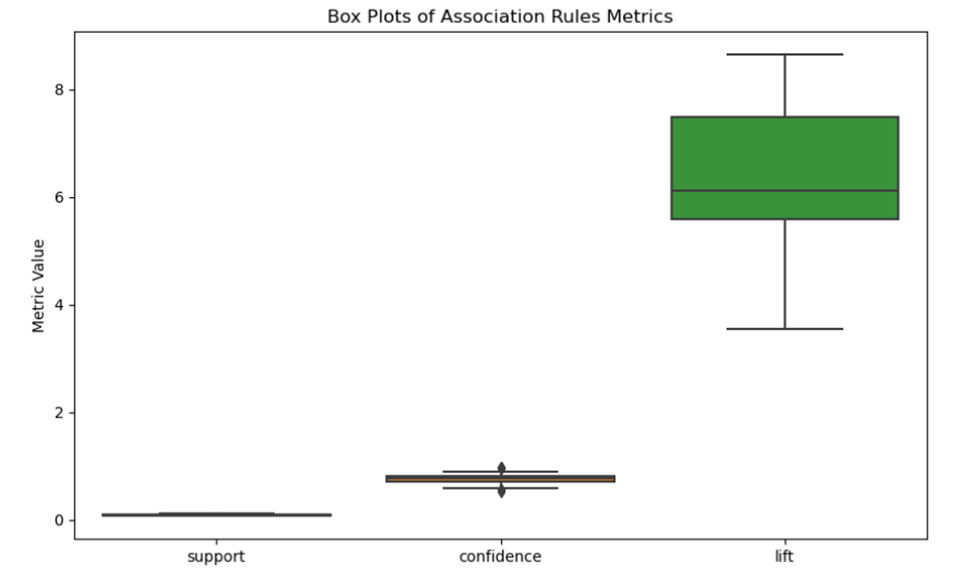 Box Plots of Association Rules Metrics
Metric Value
8
6
4
2
0
support confidence lift